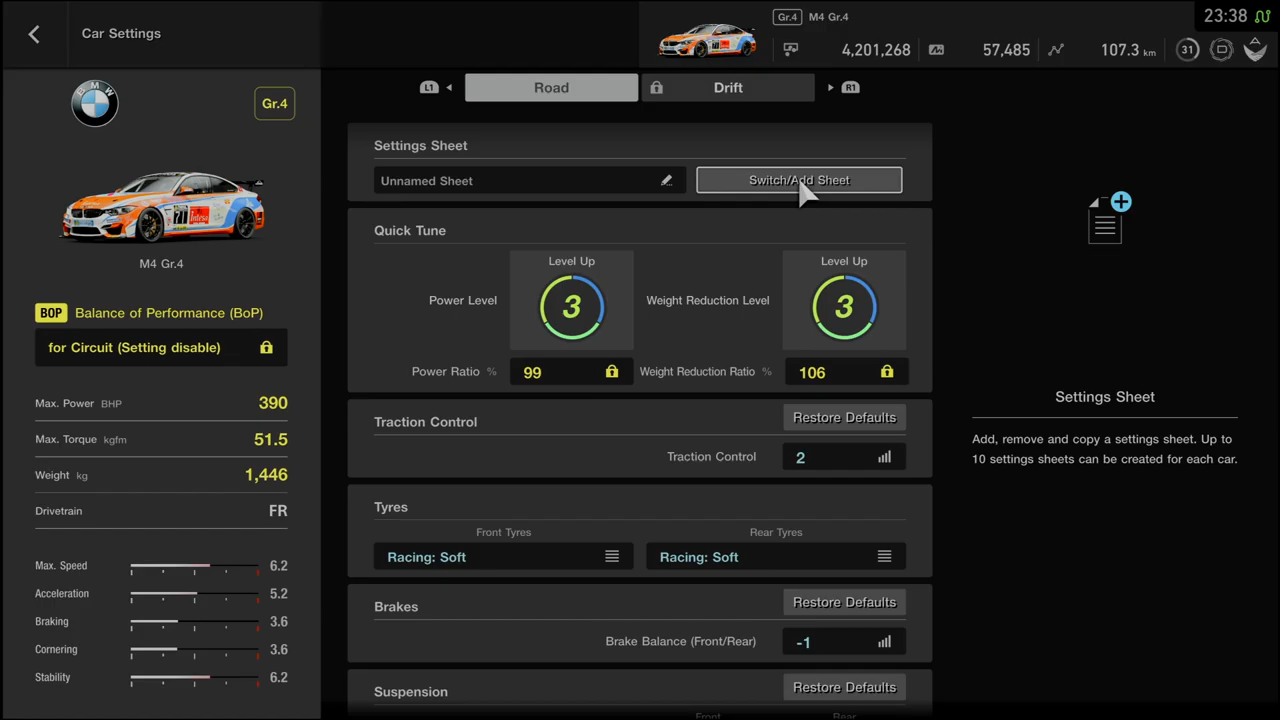 Car Settings
Gr.4 M4 Gr.4
4,201,268 57,485 107.3 km 31
23:38
BMW
Gr.4
M4 Gr.4
BOP Balance of Performance (BoP)
for Circuit (Setting disable)
Max. Power BHP 390
Max. Torque kgfm 51.5
Weight kg 1,446
Drivetrain FR
Max. Speed 6.2
Acceleration 5.2
Braking 3.6
Cornering 3.6
Stability 6.2
L1 Road Drift R1
Settings Sheet
Unnamed Sheet Switch/Add Sheet
Quick Tune
Level Up Level Up
Power Level 3 Weight Reduction Level 3
Power Ratio % 99 Weight Reduction Ratio % 106
Traction Control Restore Defaults
Traction Control 2
Tyres
Front Tyres Rear Tyres
Racing: Soft Racing: Soft
Brakes Restore Defaults
Brake Balance (Front/Rear) -1
Suspension Restore Defaults
Front Rear
Settings Sheet
Add, remove and copy a settings sheet. Up to
10 settings sheets can be created for each car.